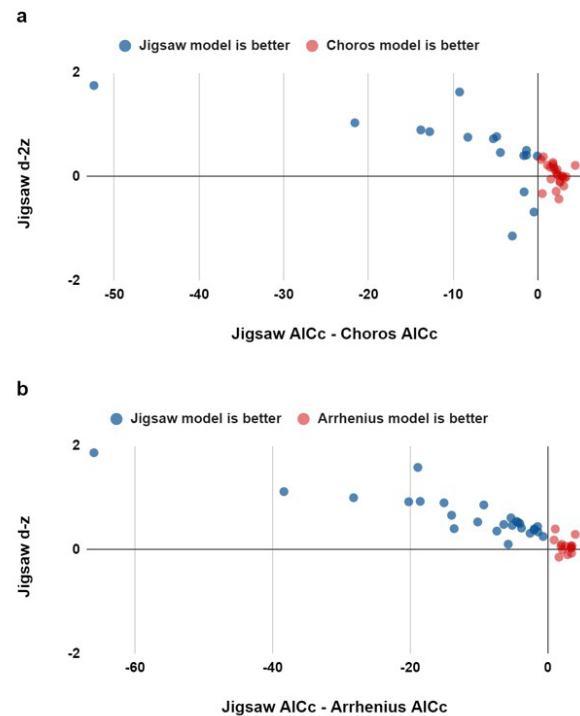 a
Jigsaw model is better Choros model is better
2
0
-2
Jigsaw d-2z
-50 -40 -30 -20 -10 0
Jigsaw AICc - Choros AICc
b
Jigsaw model is better Arrhenius model is better
2
0
-2
Jigsaw d-z
-60 -40 -20 0
Jigsaw AICc - Arrhenius AICc